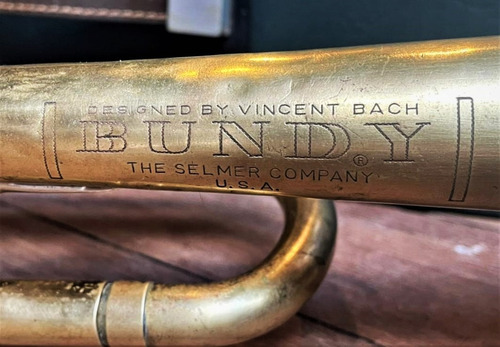 DESIGNED BY VINCENT BACH
BUNDY®
THE SELMER COMPANY
U.S.A.